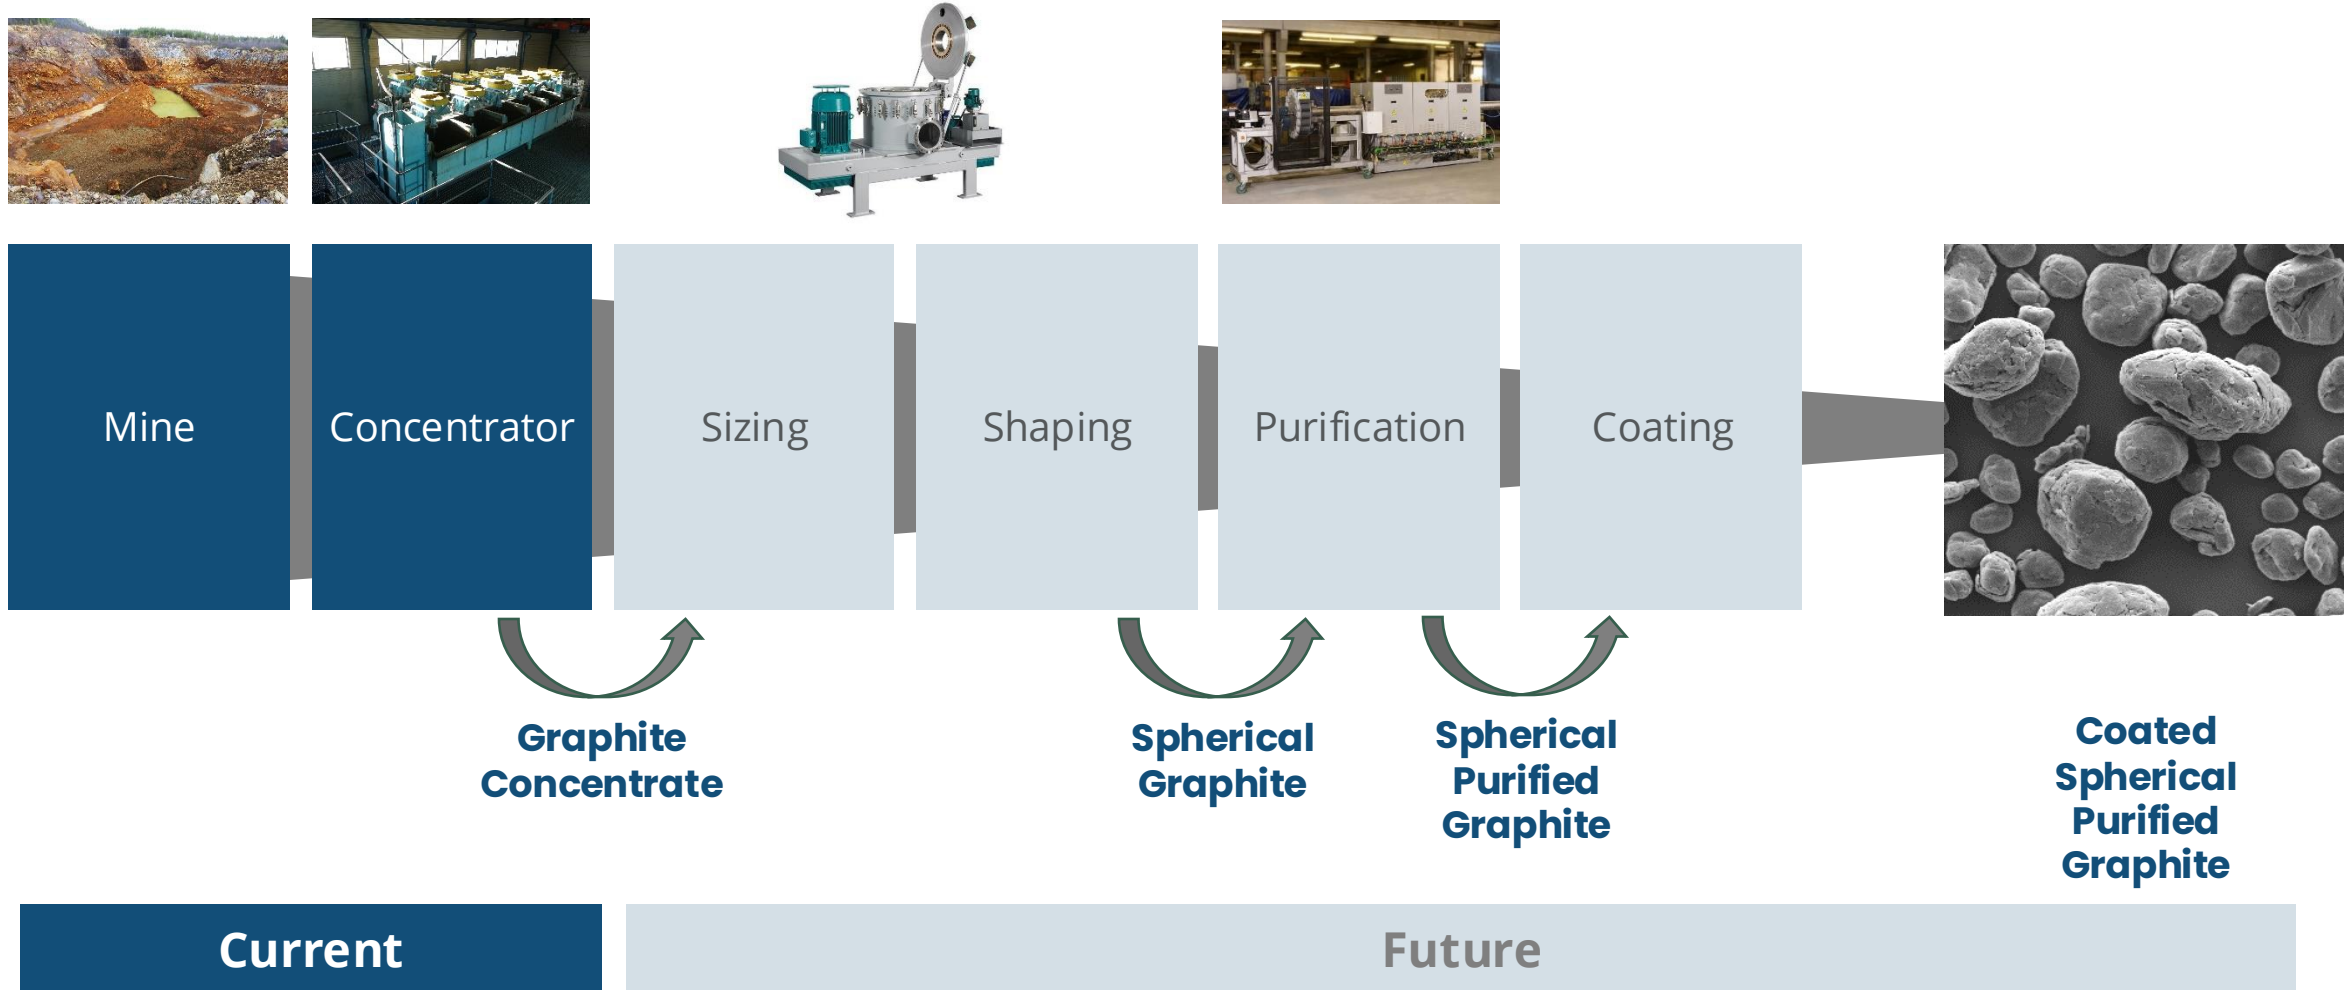 Mine
Concentrator
Sizing
Shaping
Purification
Coating
Graphite
Concentrate
Spherical
Graphite
Spherical
Purified
Graphite
Coated
Spherical
Purified
Graphite
Current
Future